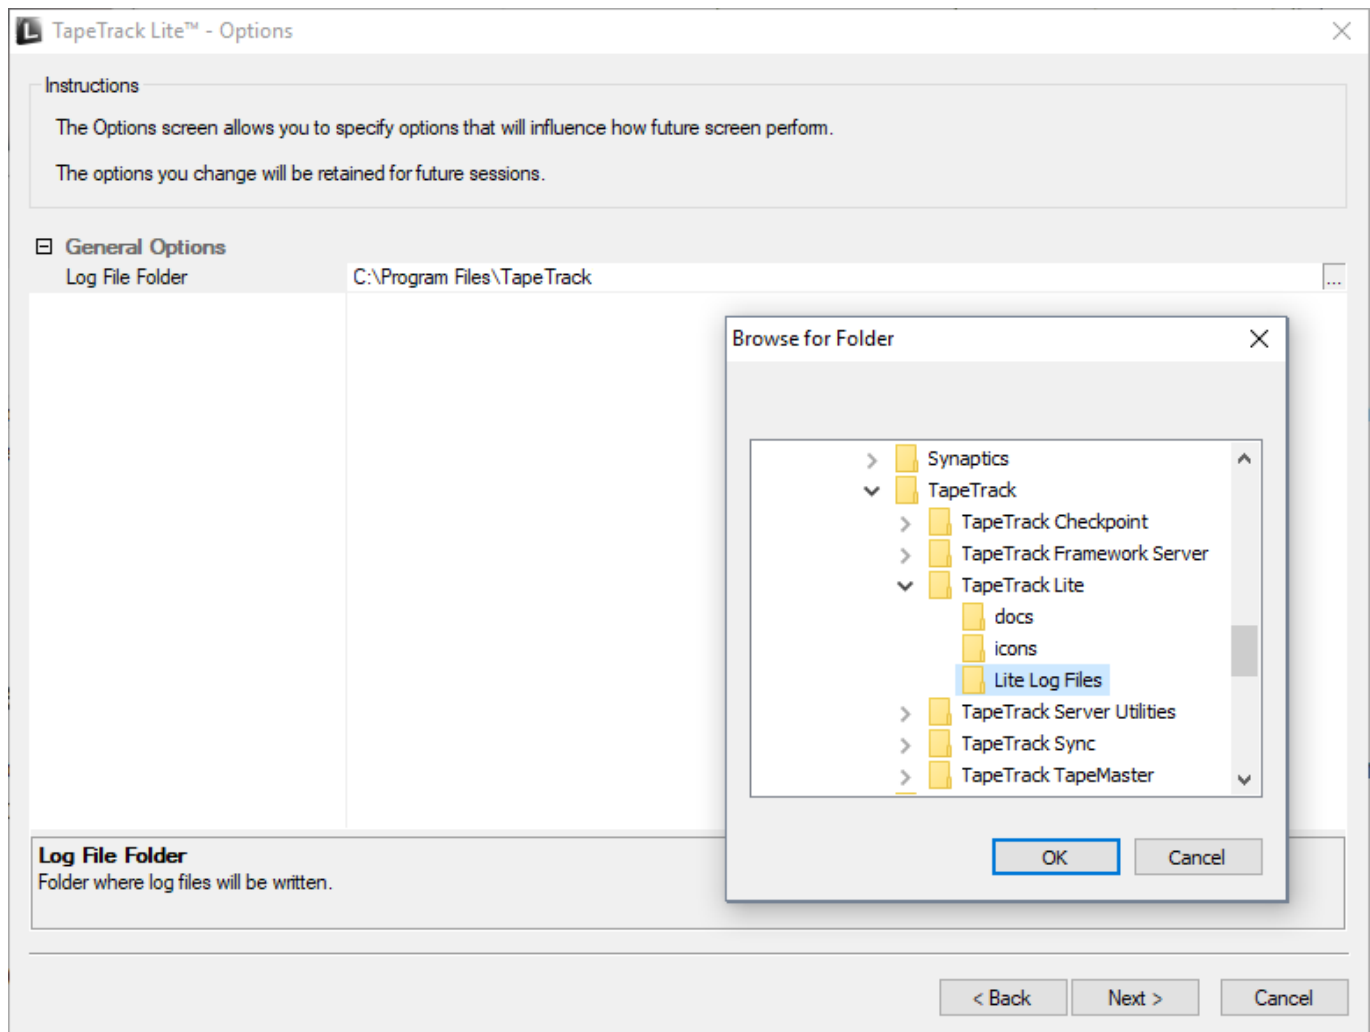 TapeTrack Lite™ - Options
Instructions
The Options screen allows you to specify options that will influence how future screen perform.
The options you change will be retained for future sessions.
General Options
Log File Folder C:\Program Files\TapeTrack ...
Browse for Folder
Synaptics
TapeTrack
TapeTrack Checkpoint
TapeTrack Framework Server
TapeTrack Lite
docs
icons
Lite Log Files
TapeTrack Server Utilities
TapeTrack Sync
TapeTrack TapeMaster
OK Cancel
Log File Folder
Folder where log files will be written.
< Back Next > Cancel